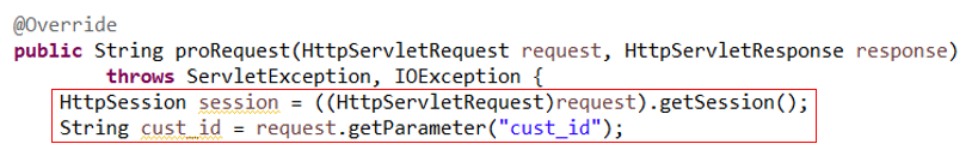 @Override
public String proRequest(HttpServletRequest request, HttpServletResponse response)
throws ServletException, IOException {
HttpSession session = ((HttpServletRequest)request).getSession();
String cust_id = request.getParameter("cust_id");